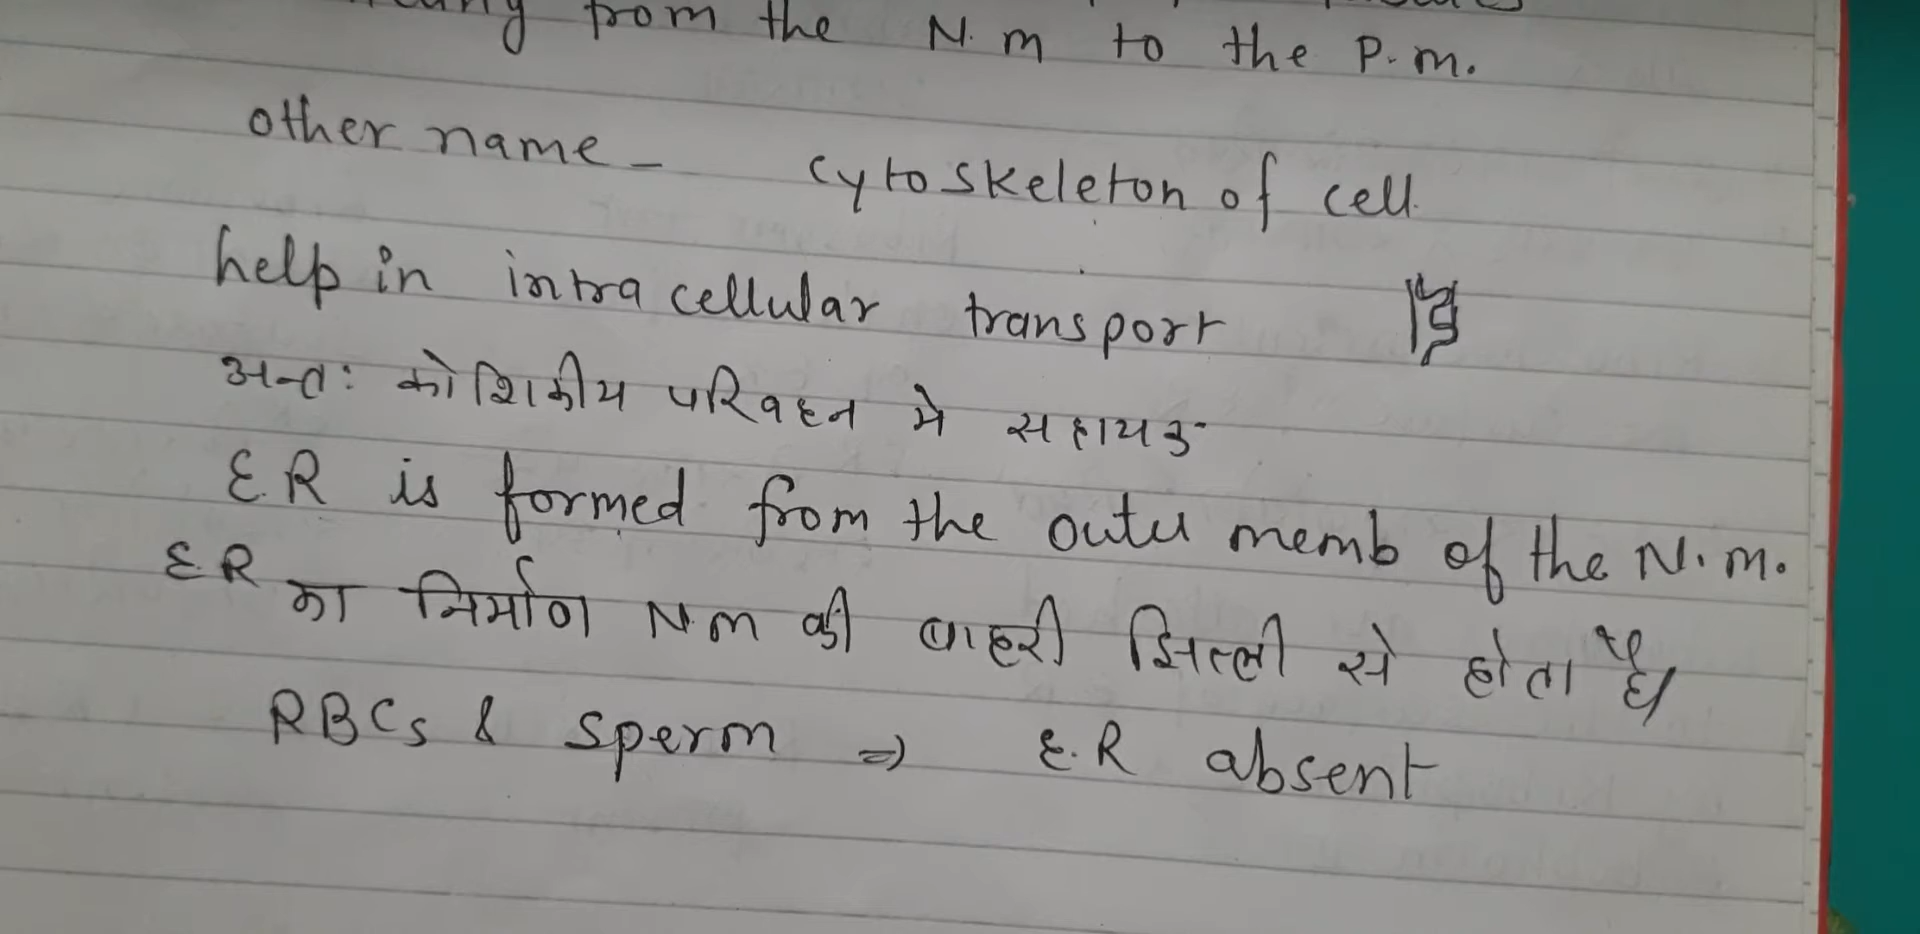 from the N.m to the P.m.
other name - cytoskeleton of cell.
help in intra cellular transport
अन्त: कोशिकीय परिवहन मे सहायक
E.R is formed from the outer memb of the N.m.
E.R का निर्माण N.m की बाहरी झिल्ली से होता है
RBCs & sperm => E.R absent